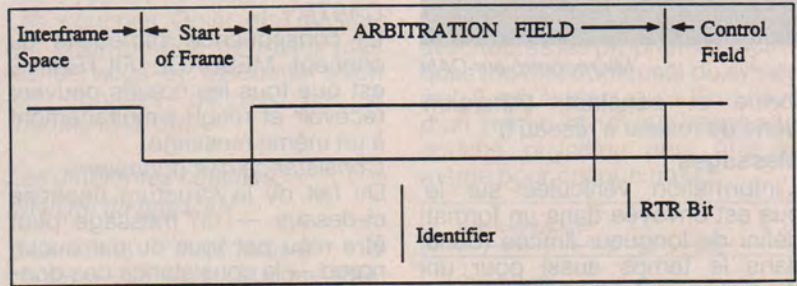 Interframe Space
Start of Frame
ARBITRATION FIELD
Control Field
Identifier
RTR Bit